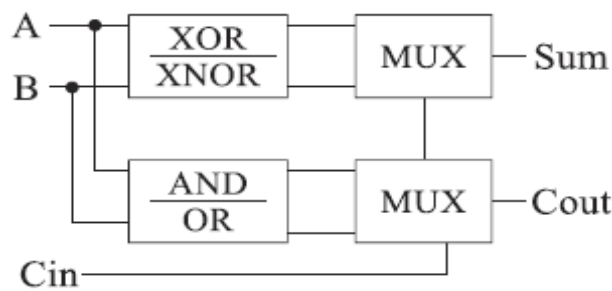 A
XOR
XNOR
MUX
Sum
B
AND
OR
MUX
Cout
Cin